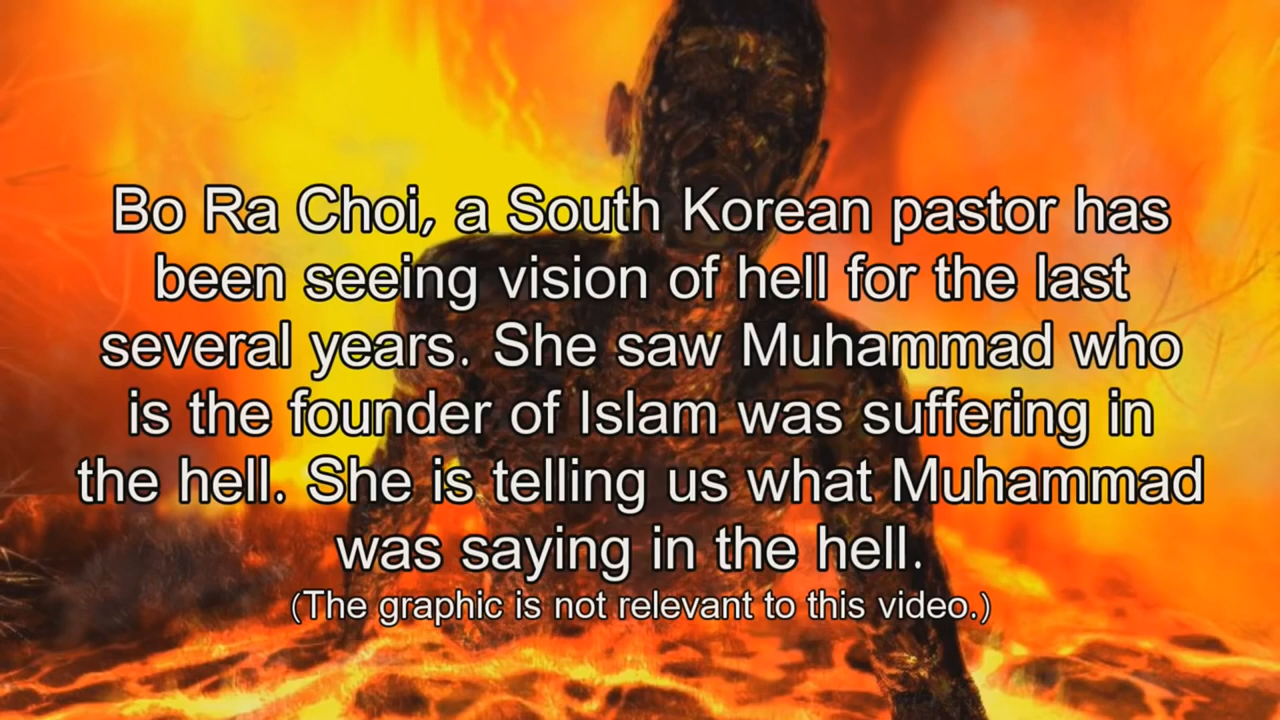 Bo Ra Choi, a South Korean pastor has
been seeing vision of hell for the last
several years. She saw Muhammad who
is the founder of Islam was suffering in
the hell. She is telling us what Muhammad
was saying in the hell.
(The graphic is not relevant to this video.)